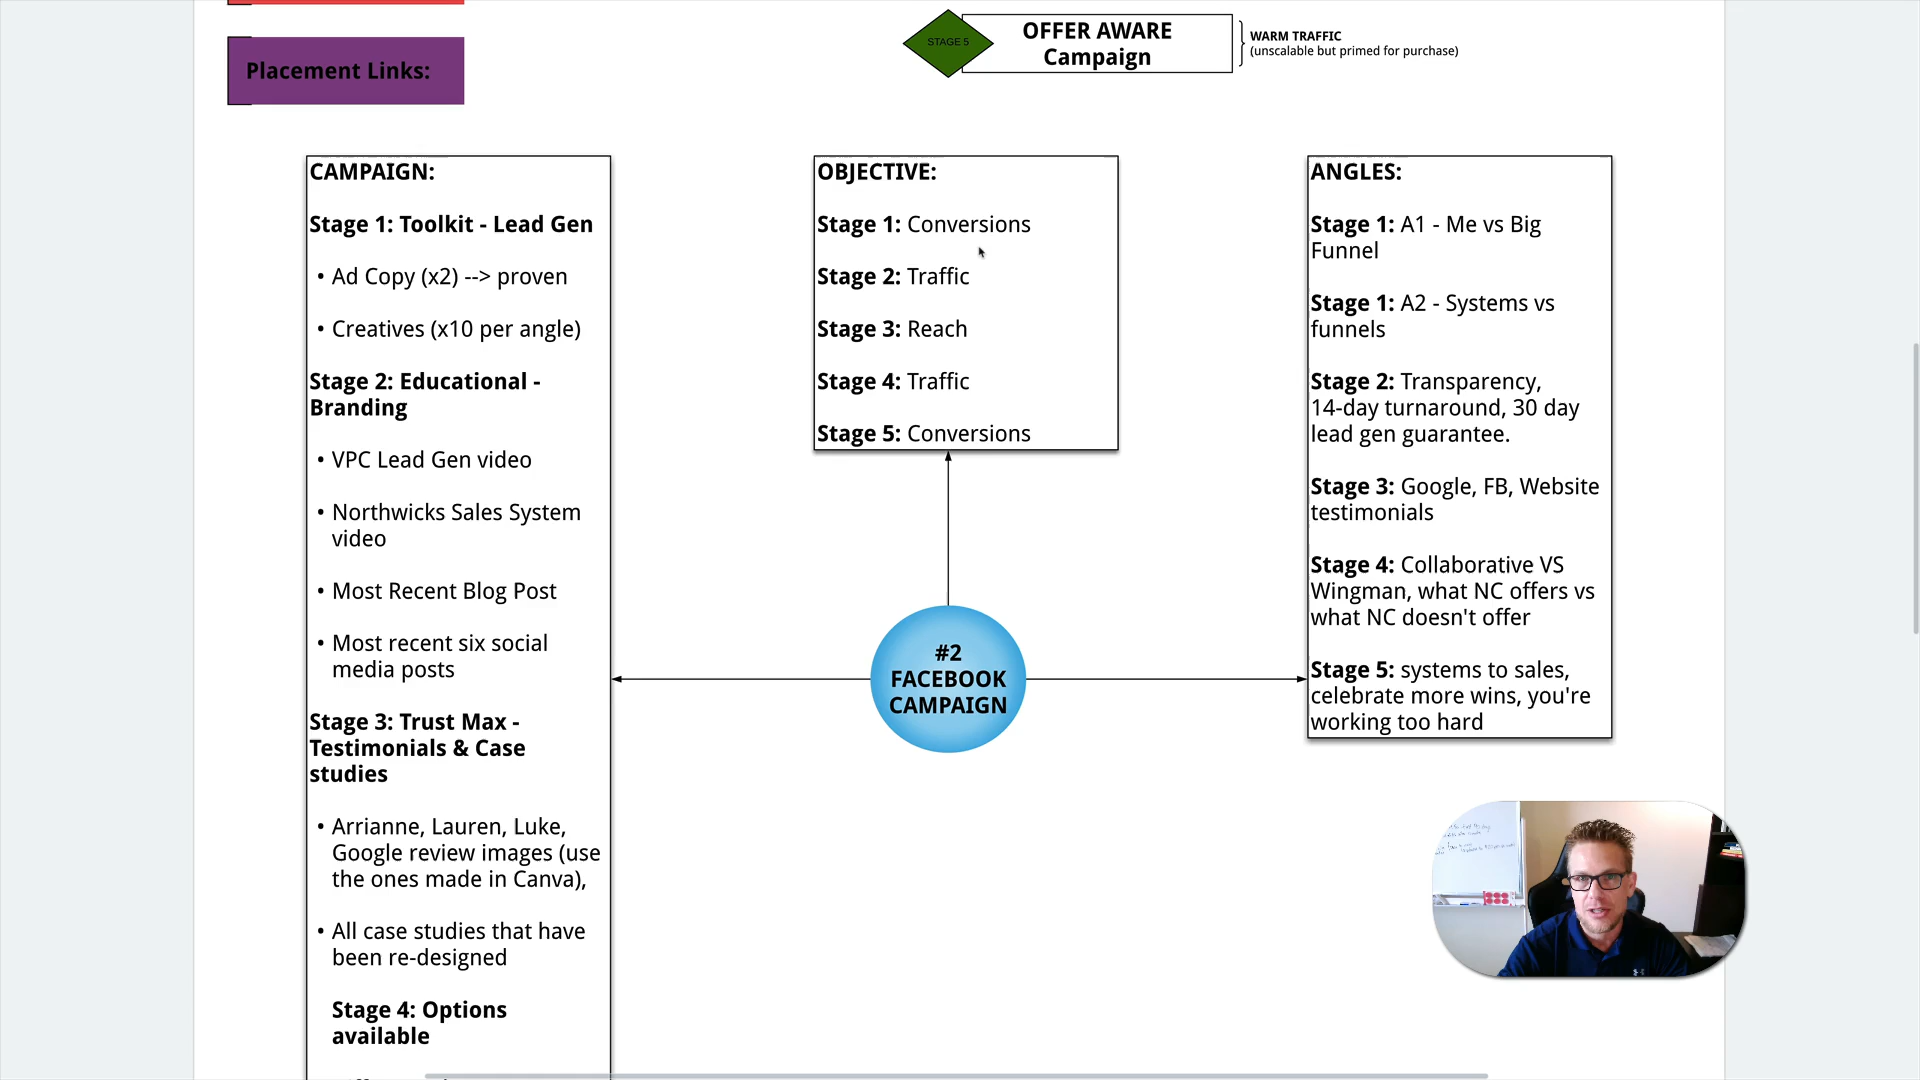 Placement Links:
STAGE 5
OFFER AWARE
Campaign
WARM TRAFFIC
(unscalable but primed for purchase)
CAMPAIGN:
Stage 1: Toolkit - Lead Gen
• Ad Copy (x2) --> proven
• Creatives (x10 per angle)
Stage 2: Educational -
Branding
• VPC Lead Gen video
• Northwicks Sales System
video
• Most Recent Blog Post
• Most recent six social
media posts
Stage 3: Trust Max -
Testimonials & Case
studies
• Arrianne, Lauren, Luke,
Google review images (use
the ones made in Canva),
• All case studies that have
been re-designed
Stage 4: Options
available
OBJECTIVE:
Stage 1: Conversions
Stage 2: Traffic
Stage 3: Reach
Stage 4: Traffic
Stage 5: Conversions
#2
FACEBOOK
CAMPAIGN
ANGLES:
Stage 1: A1 - Me vs Big
Funnel
Stage 1: A2 - Systems vs
funnels
Stage 2: Transparency,
14-day turnaround, 30 day
lead gen guarantee.
Stage 3: Google, FB, Website
testimonials
Stage 4: Collaborative VS
Wingman, what NC offers vs
what NC doesn't offer
Stage 5: systems to sales,
celebrate more wins, you're
working too hard